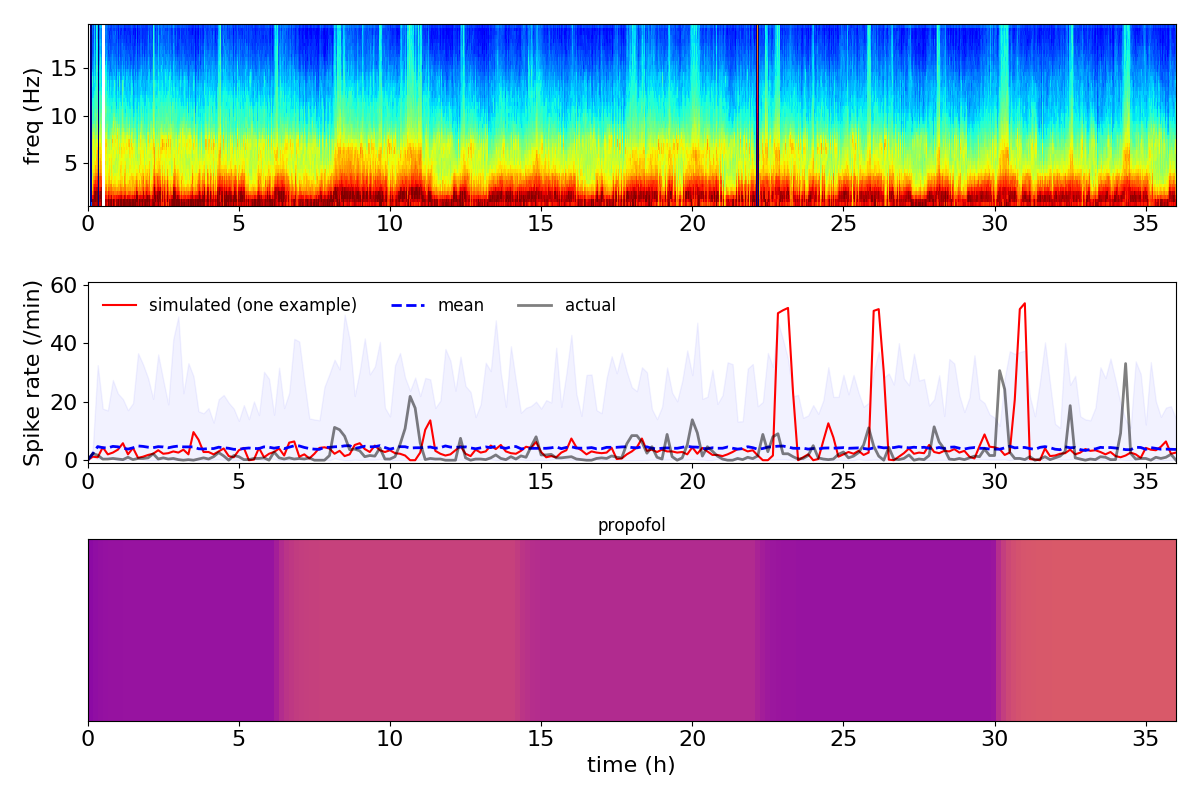 freq (Hz)
15
10
5
0 5 10 15 20 25 30 35
Spike rate (/min)
60
40
20
0
simulated (one example) mean actual
0 5 10 15 20 25 30 35
propofol
0 5 10 15 20 25 30 35
time (h)